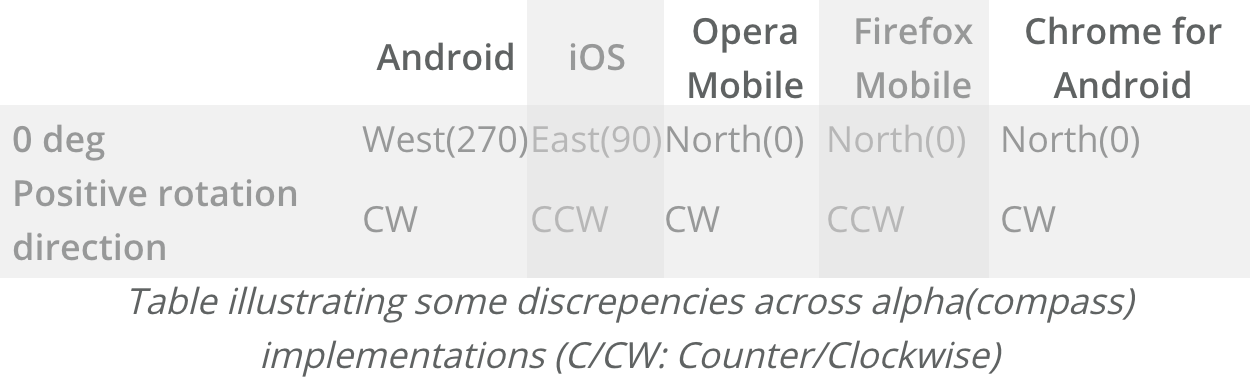 Android iOS Opera Mobile Firefox Mobile Chrome for Android
0 deg West(270) East(90) North(0) North(0) North(0)
Positive rotation direction CW CCW CW CCW CW
Table illustrating some discrepencies across alpha(compass)
implementations (C/CW: Counter/Clockwise)